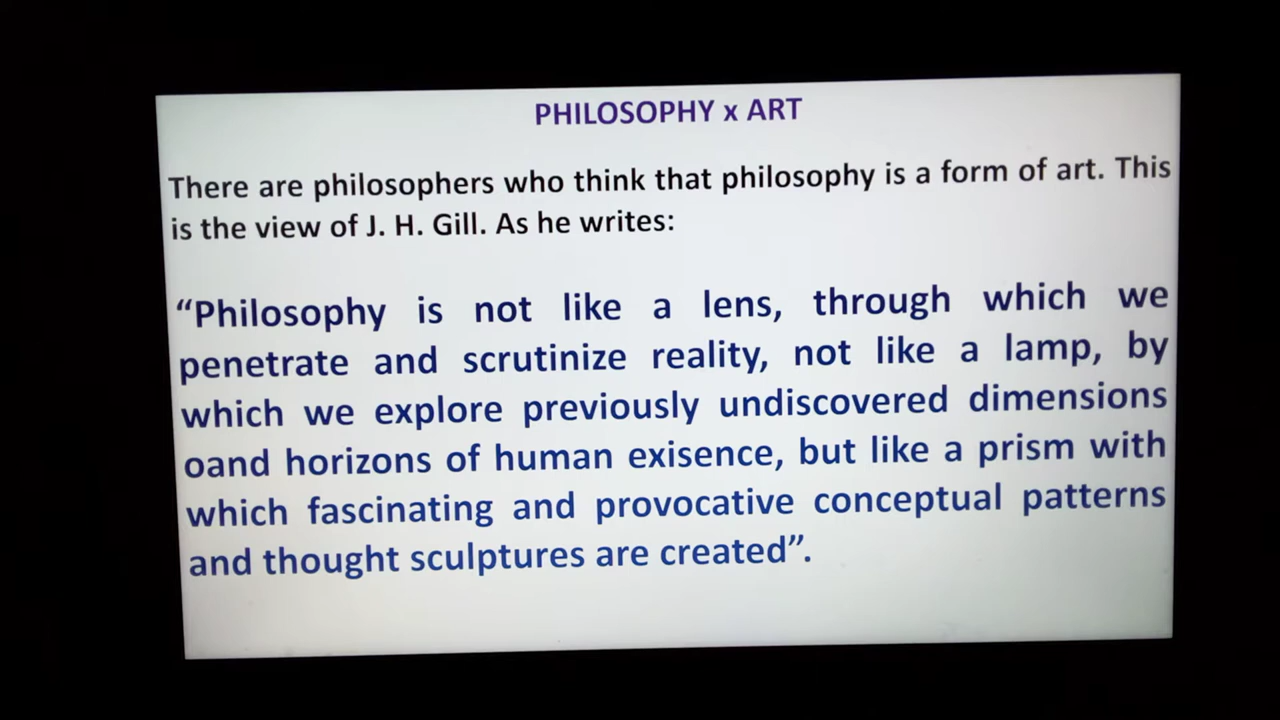 PHILOSOPHY x ART
There are philosophers who think that philosophy is a form of art. This
is the view of J. H. Gill. As he writes:
“Philosophy is not like a lens, through which we
penetrate and scrutinize reality, not like a lamp, by
which we explore previously undiscovered dimensions
oand horizons of human exisence, but like a prism with
which fascinating and provocative conceptual patterns
and thought sculptures are created”.